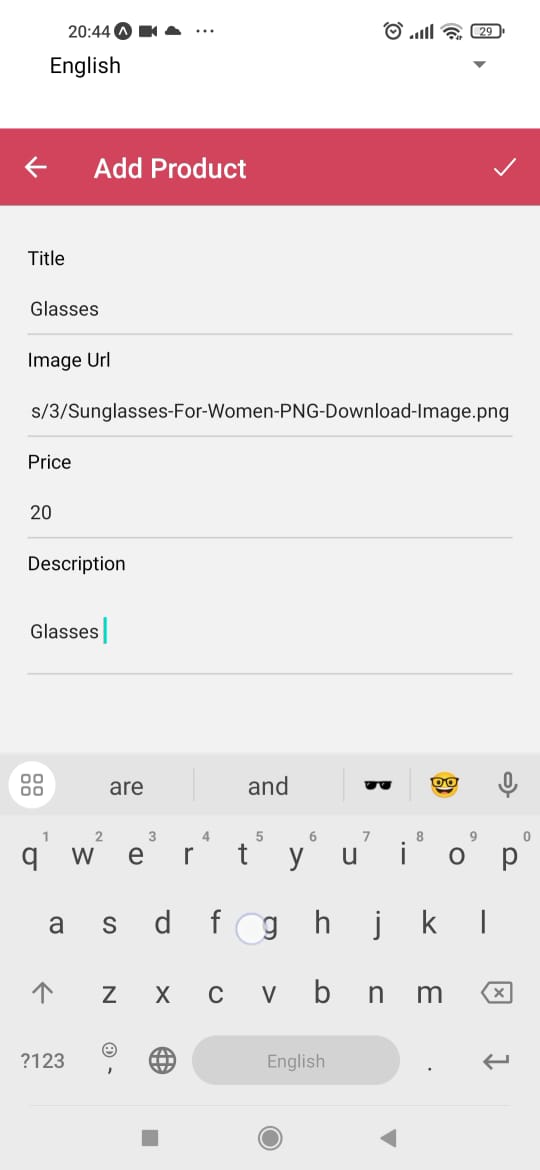 20:44
29
English
Add Product
Title
Glasses
Image Url
s/3/Sunglasses-For-Women-PNG-Download-Image.png
Price
20
Description
Glasses
are and
1 2 3 4 5 6 7 8 9 0
q w e r t y u i o p
a s d f g h j k l
z x c v b n m
?123 , English .